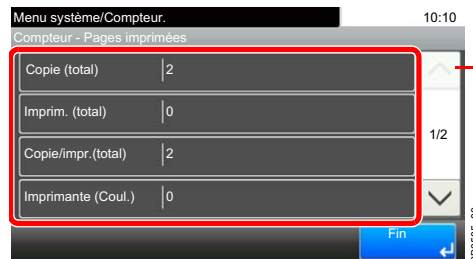 Menu système/Compteur.
10:10
Compteur - Pages imprimées
Copie (total) 2
Imprim. (total) 0
1/2
Copie/impr.(total) 2
Imprimante (Coul.) 0
Fin